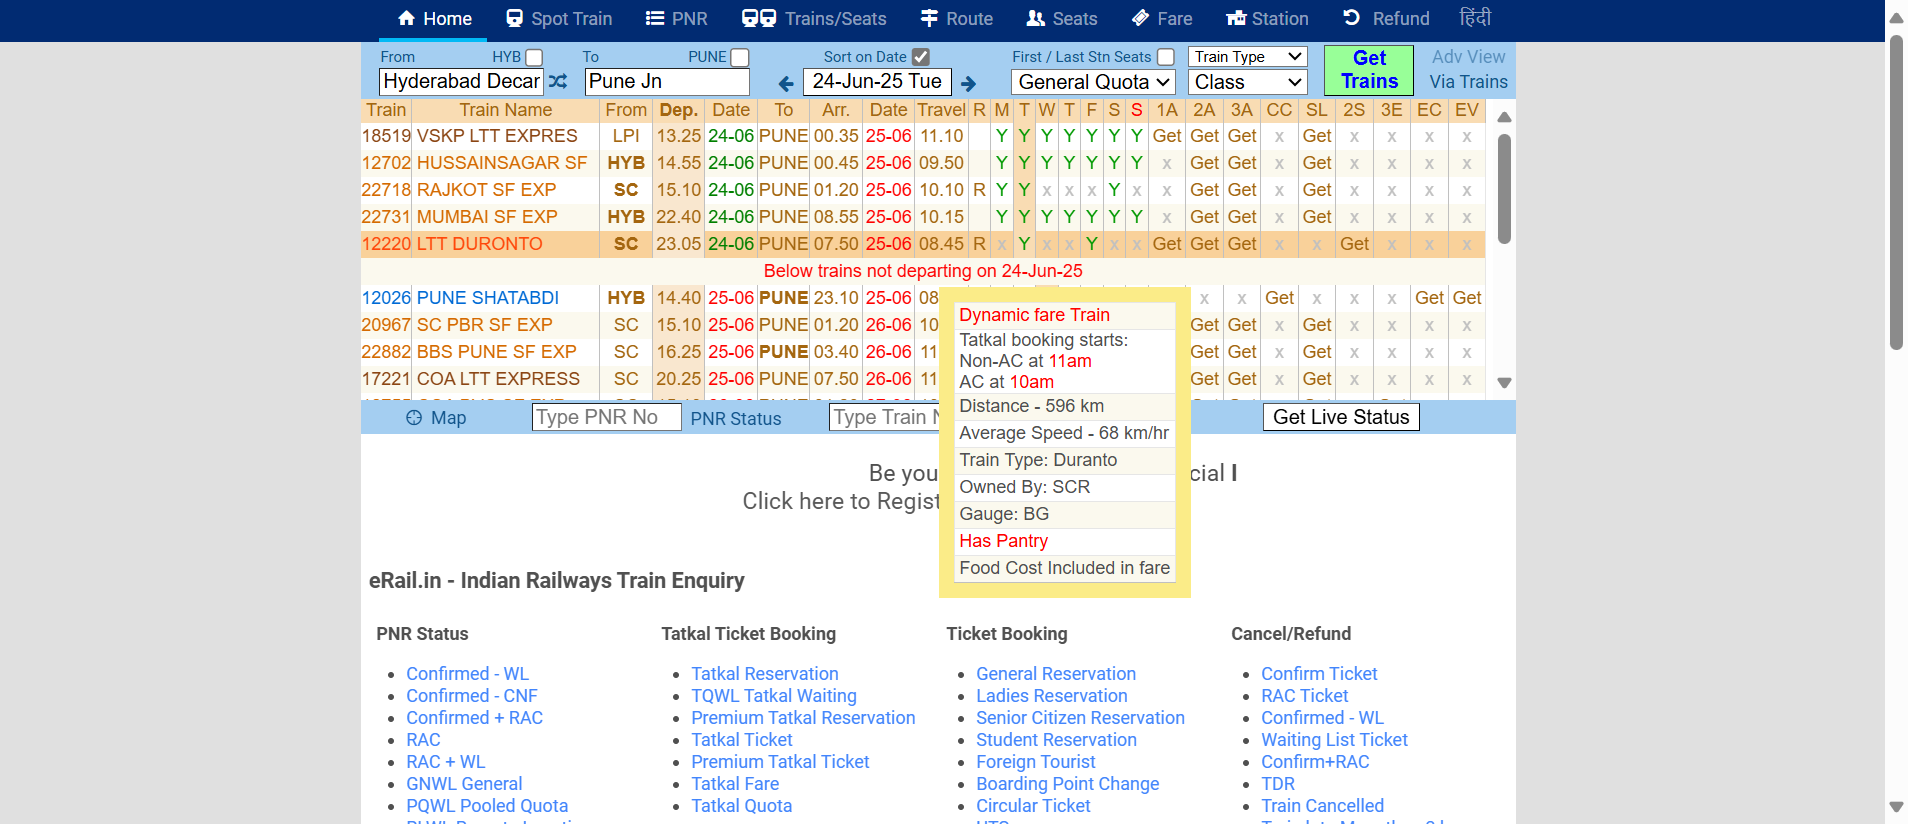 Home Spot Train PNR Trains/Seats Route Seats Fare Station Refund हिंदी
From HYB To PUNE Sort on Date First / Last Stn Seats Train Type Get Trains Adv View
Hyderabad Decan Pune Jn 24-Jun-25 Tue General Quota Class Via Trains
Train Train Name From Dep. Date To Arr. Date Travel R M T W T F S S 1A 2A 3A CC SL 2S 3E EC EV
18519 VSKP LTT EXPRES LPI 13.25 24-06 PUNE 00.35 25-06 11.10 Y Y Y Y Y Y Y Get Get Get x Get x x x x
12702 HUSSAINSAGAR SF HYB 14.55 24-06 PUNE 00.45 25-06 09.50 Y Y Y Y Y Y Y x Get Get x Get x x x x
22718 RAJKOT SF EXP SC 15.10 24-06 PUNE 01.20 25-06 10.10 R Y Y x x x Y x x Get Get x Get x x x x
22731 MUMBAI SF EXP HYB 22.40 24-06 PUNE 08.55 25-06 10.15 Y Y Y Y Y Y Y x Get Get x Get x x x x
12220 LTT DURONTO SC 23.05 24-06 PUNE 07.50 25-06 08.45 R x Y x x Y x x Get Get Get x x Get x x x
Below trains not departing on 24-Jun-25
12026 PUNE SHATABDI HYB 14.40 25-06 PUNE 23.10 25-06 08 x x Get x x x Get Get
20967 SC PBR SF EXP SC 15.10 25-06 PUNE 01.20 26-06 10 Get Get x Get x x x x
22882 BBS PUNE SF EXP SC 16.25 25-06 PUNE 03.40 26-06 11 Get Get x Get x x x x
17221 COA LTT EXPRESS SC 20.25 25-06 PUNE 07.50 26-06 11 Get Get x Get x x x x
Dynamic fare Train
Tatkal booking starts:
Non-AC at 11am
AC at 10am
Distance - 596 km
Average Speed - 68 km/hr
Train Type: Duranto
Owned By: SCR
Gauge: BG
Has Pantry
Food Cost Included in fare
Map Type PNR No PNR Status Type Train N Get Live Status
Be you cial I
Click here to Regist
eRail.in - Indian Railways Train Enquiry
PNR Status
Confirmed - WL
Confirmed - CNF
Confirmed + RAC
RAC
RAC + WL
GNWL General
PQWL Pooled Quota
Tatkal Ticket Booking
Tatkal Reservation
TQWL Tatkal Waiting
Premium Tatkal Reservation
Tatkal Ticket
Premium Tatkal Ticket
Tatkal Fare
Tatkal Quota
Ticket Booking
General Reservation
Ladies Reservation
Senior Citizen Reservation
Student Reservation
Foreign Tourist
Boarding Point Change
Circular Ticket
Cancel/Refund
Confirm Ticket
RAC Ticket
Confirmed - WL
Waiting List Ticket
Confirm+RAC
TDR
Train Cancelled